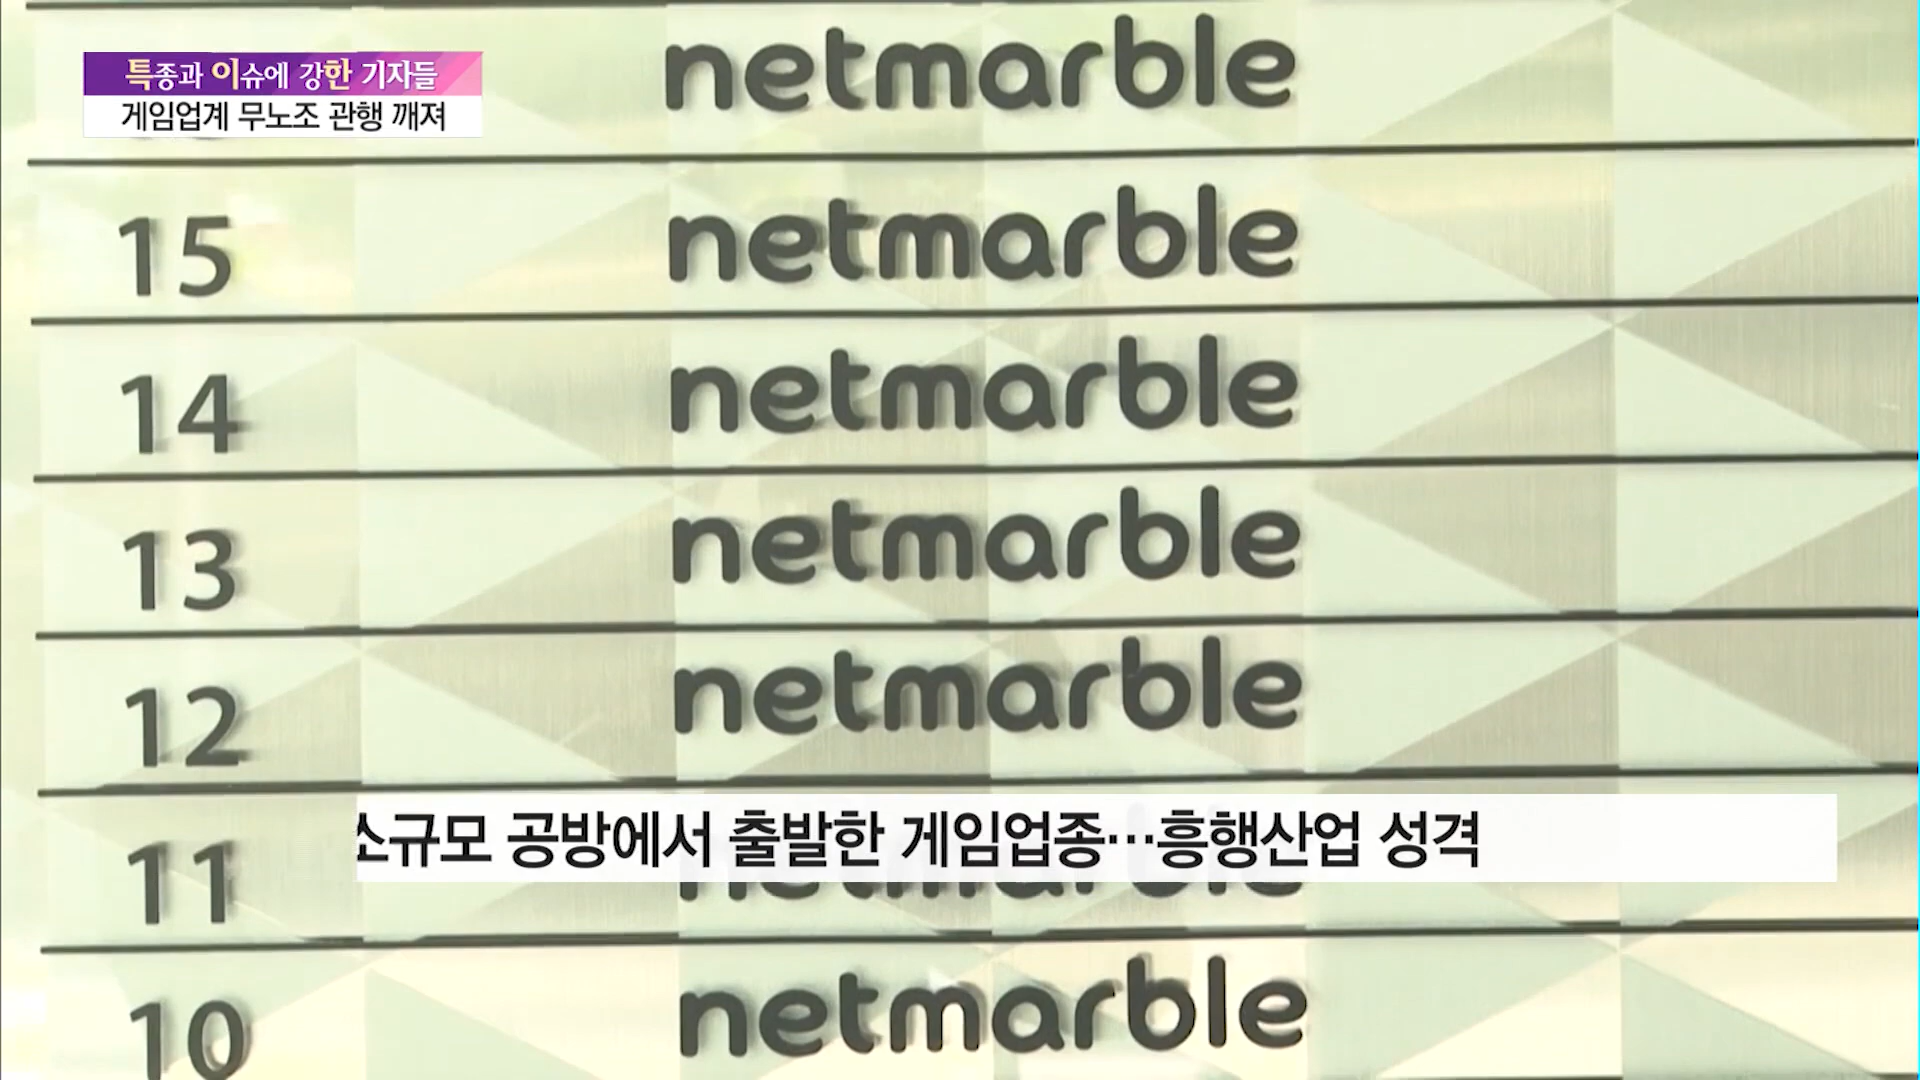 특종과 이슈에 강한 기자들
게임업계 무노조 관행 깨져
netmarble
15 netmarble
14 netmarble
13 netmarble
12 netmarble
소규모 공방에서 출발한 게임업종…흥행산업 성격
11 netmarble
10 netmarble